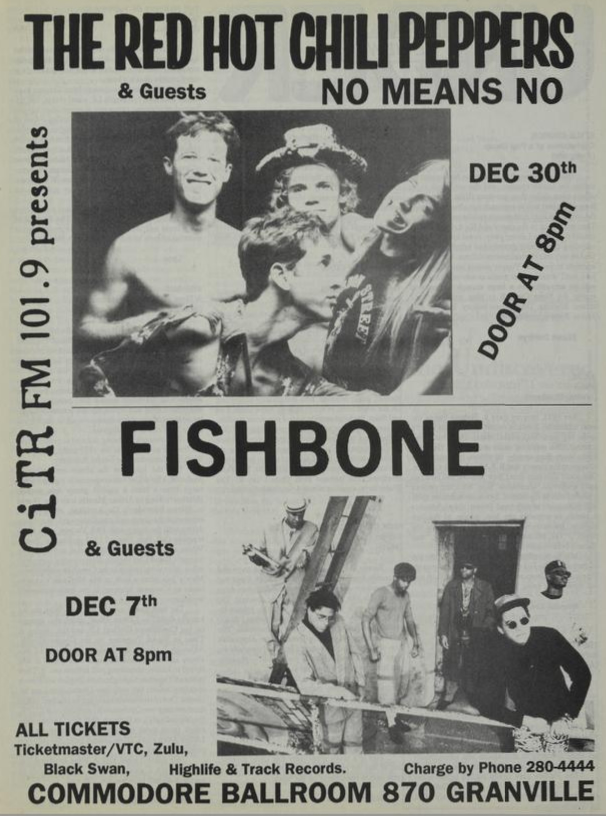 THE RED HOT CHILI PEPPERS
& Guests NO MEANS NO
CiTR FM 101.9 presents
DEC 30th
DOOR AT 8pm
STREET
FISHBONE
& Guests
DEC 7th
DOOR AT 8pm
ALL TICKETS
Ticketmaster/VTC, Zulu,
Black Swan, Highlife & Track Records. Charge by Phone 280-4444
COMMODORE BALLROOM 870 GRANVILLE